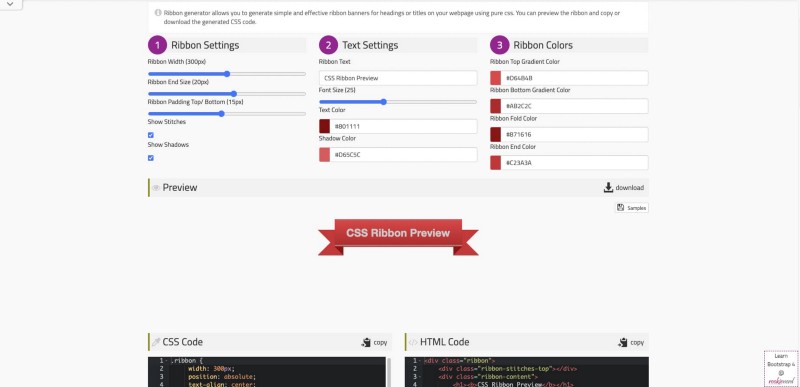 Ribbon generator allows you to generate simple and effective ribbon banners for headings or titles on your webpage using pure css. You can preview the ribbon and copy or
download the generated CSS code.
1 Ribbon Settings
Ribbon Width (300px)
Ribbon End Size (20px)
Ribbon Padding Top/ Bottom (15px)
Show Stitches
Show Shadows
2 Text Settings
Ribbon Text
CSS Ribbon Preview
Font Size (25)
Text Color
#801111
Shadow Color
#D65C5C
3 Ribbon Colors
Ribbon Top Gradient Color
#D64B4B
Ribbon Bottom Gradient Color
#AB2C2C
Ribbon Fold Color
#871616
Ribbon End Color
#C23A3A
Preview
download
Samples
CSS Ribbon Preview
CSS Code
copy
1 .ribbon {
2 width: 300px;
3 position: absolute;
4 text-align: center;
HTML Code
copy
1 <div class="ribbon">
2 <div class="ribbon-stitches-top"></div>
3 <div class="ribbon-content">
<h1><b>CSS Ribbon Preview</b></h1>
Learn
Bootstrap 4
@